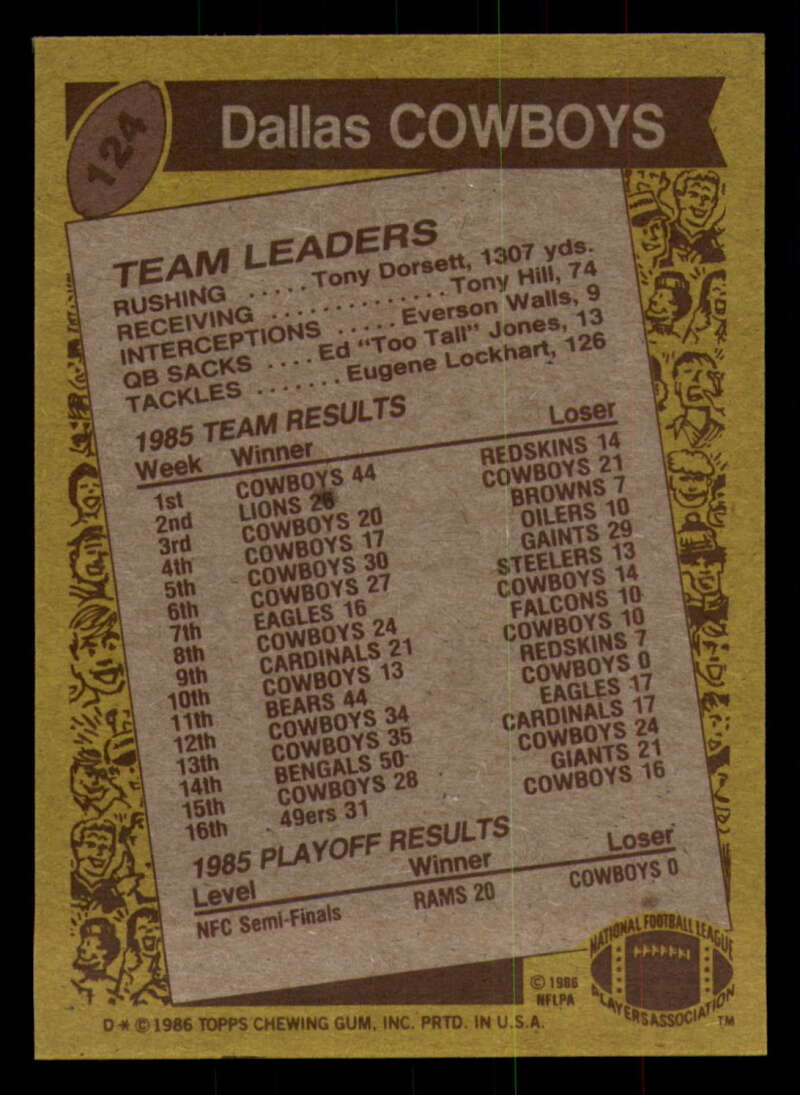 124
Dallas COWBOYS
TEAM LEADERS
RUSHING ..... Tony Dorsett, 1307 yds.
RECEIVING .............. Tony Hill, 74
INTERCEPTIONS ..... Everson Walls, 9
QB SACKS .... Ed "Too Tall" Jones, 13
TACKLES ....... Eugene Lockhart, 126
1985 TEAM RESULTS
Week Winner Loser
1st COWBOYS 44 REDSKINS 14
2nd LIONS 26 COWBOYS 21
3rd COWBOYS 20 BROWNS 7
4th COWBOYS 17 OILERS 10
5th COWBOYS 30 GAINTS 29
6th COWBOYS 27 STEELERS 13
7th EAGLES 16 COWBOYS 14
8th COWBOYS 24 FALCONS 10
9th CARDINALS 21 COWBOYS 10
10th COWBOYS 13 REDSKINS 7
11th BEARS 44 COWBOYS 0
12th COWBOYS 34 EAGLES 17
13th COWBOYS 35 CARDINALS 17
14th BENGALS 50 COWBOYS 24
15th COWBOYS 28 GIANTS 21
16th 49ers 31 COWBOYS 16
1985 PLAYOFF RESULTS
Level Winner Loser
NFC Semi-Finals RAMS 20 COWBOYS 0
NATIONAL FOOTBALL LEAGUE
PLAYERS ASSOCIATION
TM
© 1986
NFLPA
D * © 1986 TOPPS CHEWING GUM, INC. PRTD. IN U.S.A.